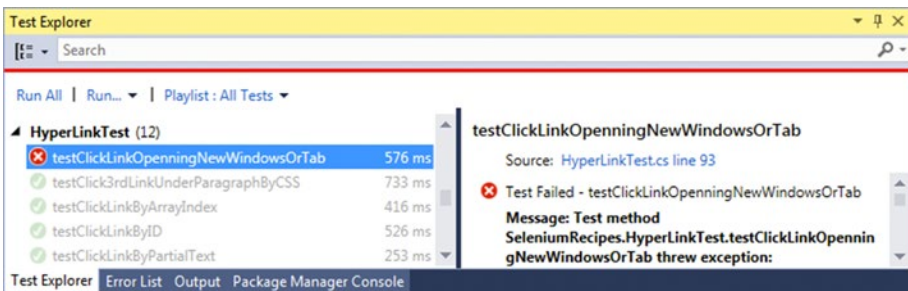 Test Explorer
Search
Run All | Run... | Playlist : All Tests
HyperLinkTest (12)
testClickLinkOpenningNewWindowsOrTab 576 ms
testClick3rdLinkUnderParagraphByCSS 733 ms
testClickLinkByArrayIndex 416 ms
testClickLinkByID 526 ms
testClickLinkByPartialText 253 ms
testClickLinkOpenningNewWindowsOrTab
Source: HyperLinkTest.cs line 93
Test Failed - testClickLinkOpenningNewWindowsOrTab
Message: Test method
SeleniumRecipes.HyperLinkTest.testClickLinkOpennin
gNewWindowsOrTab threw exception:
Test Explorer Error List Output Package Manager Console